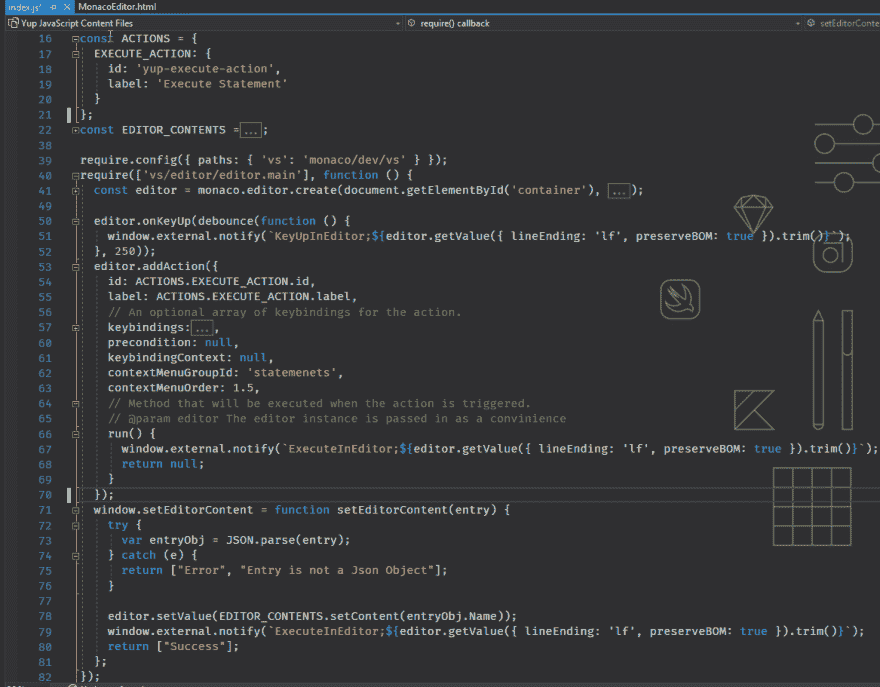 index.js* MonacoEditor.html
Yup JavaScript Content Files require() callback setEditorConte
16 const ACTIONS = {
17 EXECUTE_ACTION: {
18 id: 'yup-execute-action',
19 label: 'Execute Statement'
20 }
21 };
22 const EDITOR_CONTENTS =...;
38
39 require.config({ paths: { 'vs': 'monaco/dev/vs' } });
40 require(['vs/editor/editor.main'], function () {
41 const editor = monaco.editor.create(document.getElementById('container'), ...);
49
50 editor.onKeyUp(debounce(function () {
51 window.external.notify(`KeyUpInEditor;${editor.getValue({ lineEnding: 'lf', preserveBOM: true }).trim()}`);
52 }, 250));
53 editor.addAction({
54 id: ACTIONS.EXECUTE_ACTION.id,
55 label: ACTIONS.EXECUTE_ACTION.label,
56 // An optional array of keybindings for the action.
57 keybindings:...,
60 precondition: null,
61 keybindingContext: null,
62 contextMenuGroupId: 'statemenets',
63 contextMenuOrder: 1.5,
64 // Method that will be executed when the action is triggered.
65 // @param editor The editor instance is passed in as a convinience
66 run() {
67 window.external.notify(`ExecuteInEditor;${editor.getValue({ lineEnding: 'lf', preserveBOM: true }).trim()}`);
68 return null;
69 }
70 });
71 window.setEditorContent = function setEditorContent(entry) {
72 try {
73 var entryObj = JSON.parse(entry);
74 } catch (e) {
75 return ["Error", "Entry is not a Json Object"];
76 }
77
78 editor.setValue(EDITOR_CONTENTS.setContent(entryObj.Name));
79 window.external.notify(`ExecuteInEditor;${editor.getValue({ lineEnding: 'lf', preserveBOM: true }).trim()}`);
80 return ["Success"];
81 };
82 });